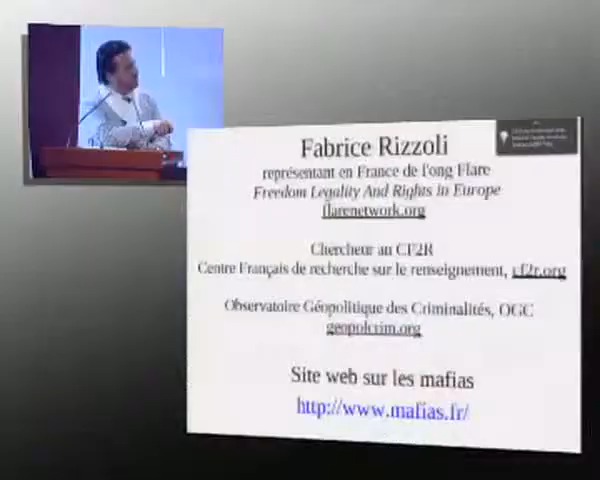 Fabrice Rizzoli
représentant en France de l'ong Flare
Freedom Legality And Rights in Europe
flarenetwork.org
Chercheur au CF2R
Centre Français de recherche sur le renseignement, cf2r.org
Observatoire Géopolitique des Criminalités, OGC
geopolcrim.org
Site web sur les mafias
http://www.mafias.fr/